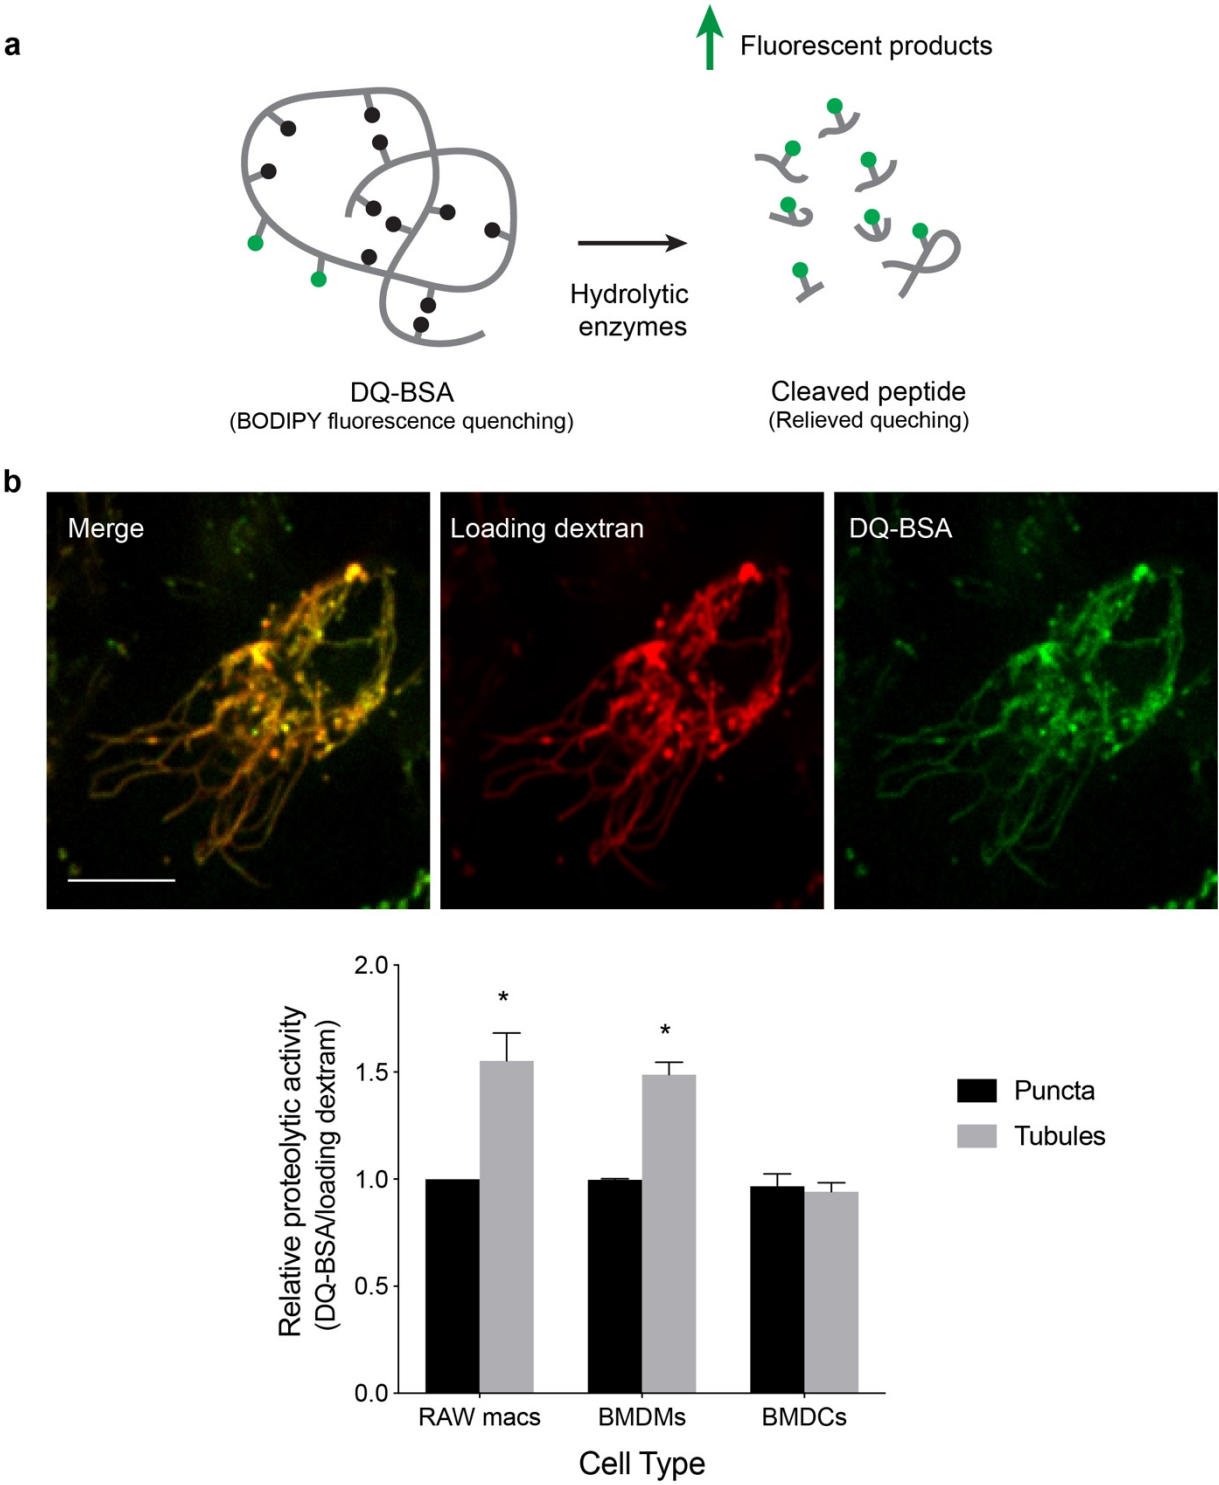 a
Fluorescent products
Hydrolytic
enzymes
DQ-BSA
(BODIPY fluorescence quenching)
Cleaved peptide
(Relieved queching)
b
Merge
Loading dextran
DQ-BSA
Relative proteolytic activity
(DQ-BSA/loading dextram)
2.0
1.5
1.0
0.5
0.0
*
*
Puncta
Tubules
RAW macs
BMDMs
BMDCs
Cell Type